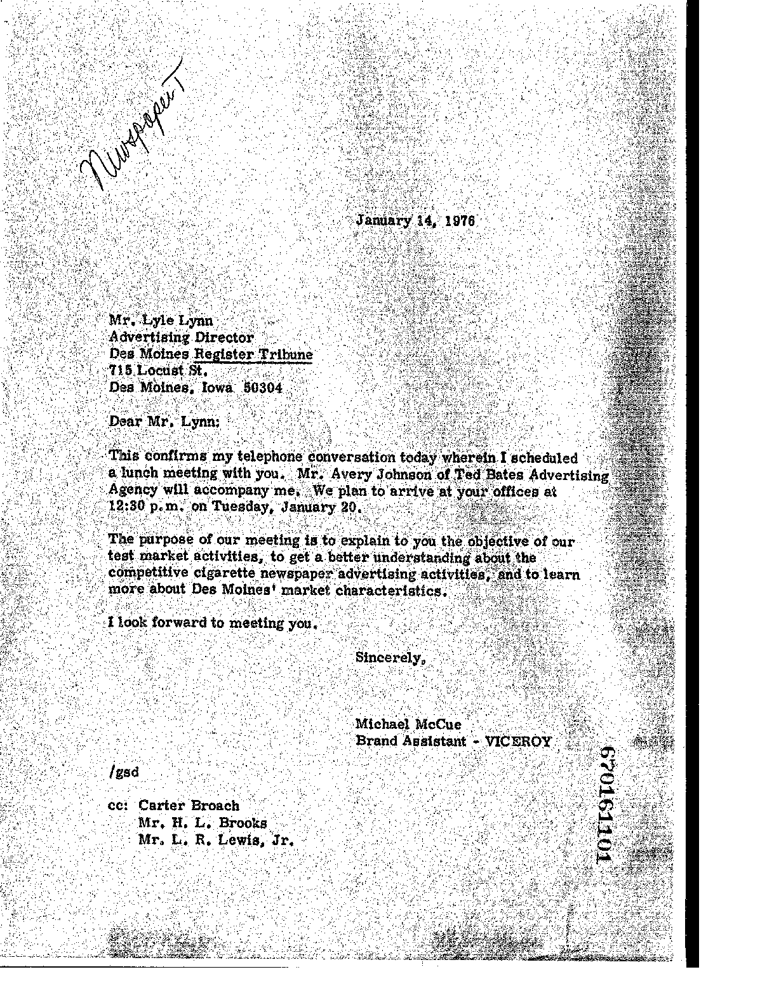 Newspaper
January 14, 1976
Mr. Lyle Lynn
Advertising Director
Des Moines Register Tribune
715 Locust St.
Des Moines, Iowa 50304
Dear Mr. Lynn:
This confirms my telephone conversation today wherein I scheduled
a lunch meeting with you. Mr. Avery Johnson of Ted Bates Advertising
Agency will accompany me. We plan to arrive at your offices at
12:30 p.m. on Tuesday, January 20.
The purpose of our meeting is to explain to you the objective of our
test market activities, to get a better understanding about the
competitive cigarette newspaper advertising activities, and to learn
more about Des Moines' market characteristics.
I look forward to meeting you.
Sincerely,
Michael McCue
Brand Assistant - VICEROY
/gsd
cc: Carter Broach
Mr. H. L. Brooks
Mr. L. R. Lewis, Jr.
670161101